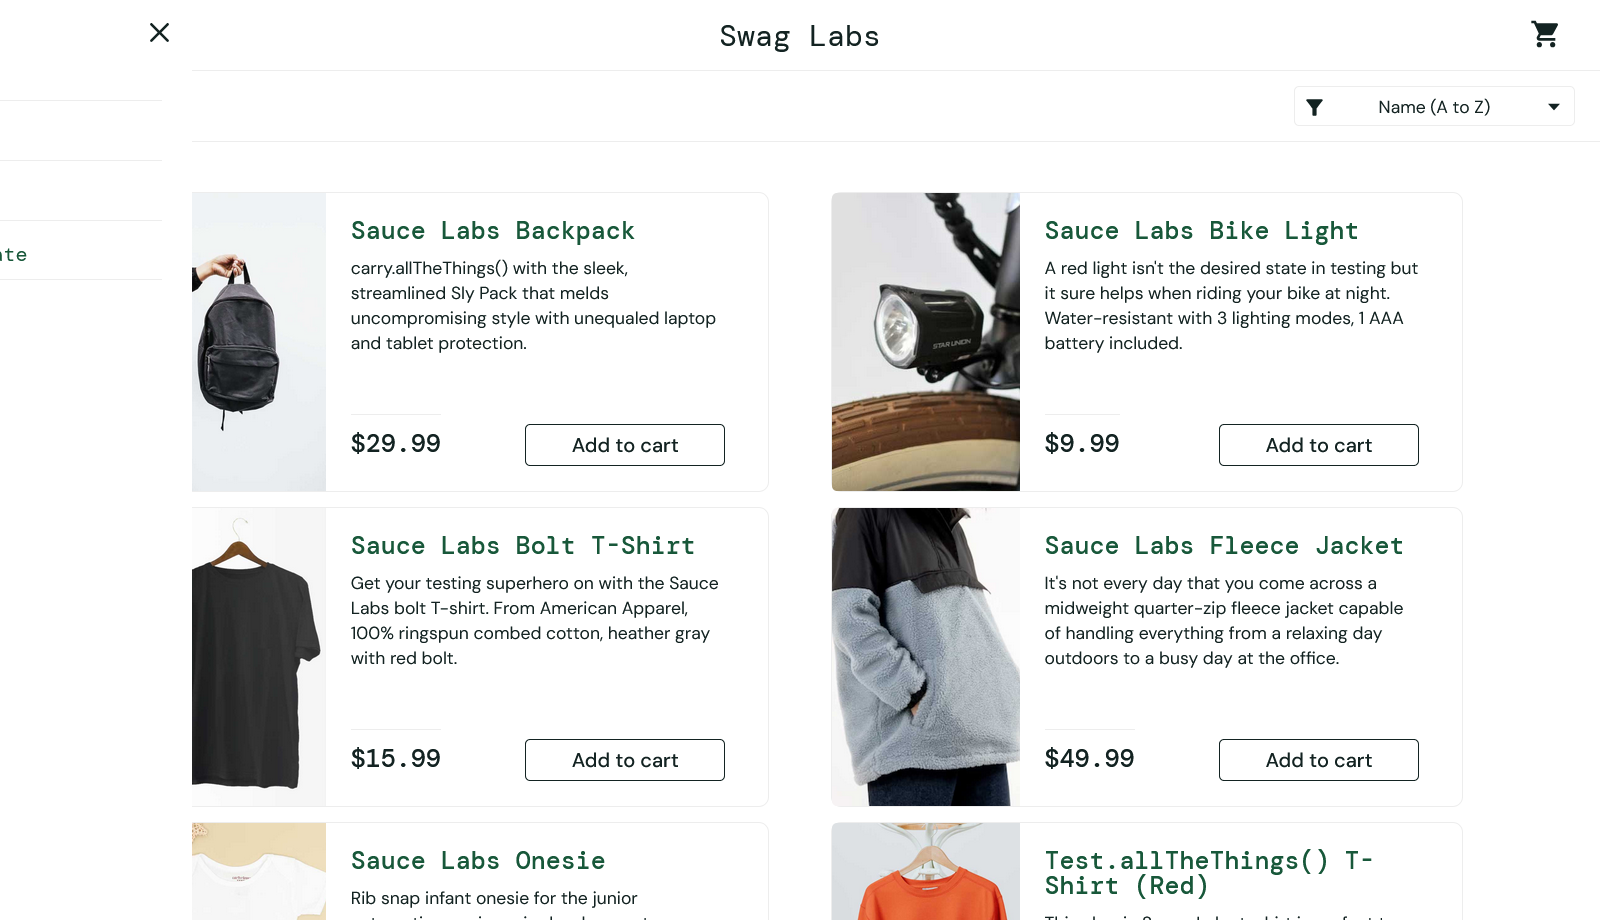 Swag Labs
Name (A to Z)
Sauce Labs Backpack
carry.allTheThings() with the sleek,
streamlined Sly Pack that melds
uncompromising style with unequaled laptop
and tablet protection.
$29.99
Add to cart
Sauce Labs Bike Light
A red light isn't the desired state in testing but
it sure helps when riding your bike at night.
Water-resistant with 3 lighting modes, 1 AAA
battery included.
STAR UNION
$9.99
Add to cart
Sauce Labs Bolt T-Shirt
Get your testing superhero on with the Sauce
Labs bolt T-shirt. From American Apparel,
100% ringspun combed cotton, heather gray
with red bolt.
$15.99
Add to cart
Sauce Labs Fleece Jacket
It's not every day that you come across a
midweight quarter-zip fleece jacket capable
of handling everything from a relaxing day
outdoors to a busy day at the office.
$49.99
Add to cart
Sauce Labs Onesie
Rib snap infant onesie for the junior
Test.allTheThings() T-
Shirt (Red)